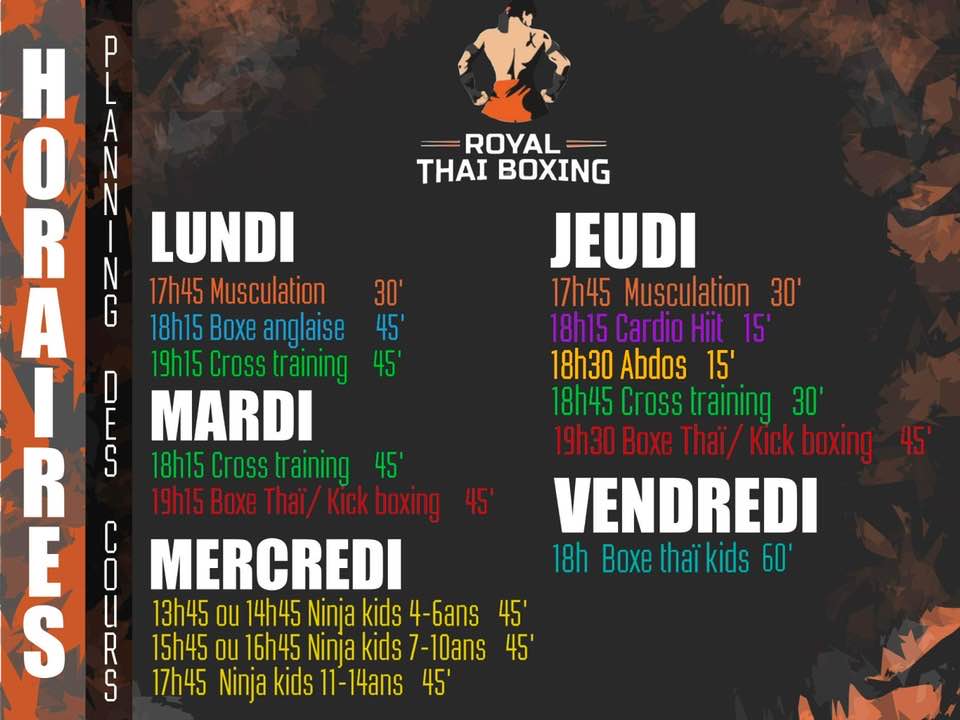 HORAIRES
PLANNING DES COURS
ROYAL
THAI BOXING
LUNDI
17h45 Musculation 30'
18h15 Boxe anglaise 45'
19h15 Cross training 45'
MARDI
18h15 Cross training 45'
19h15 Boxe Thaï/ Kick boxing 45'
MERCREDI
13h45 ou 14h45 Ninja kids 4-6ans 45'
15h45 ou 16h45 Ninja kids 7-10ans 45'
17h45 Ninja kids 11-14ans 45'
JEUDI
17h45 Musculation 30'
18h15 Cardio Hiit 15'
18h30 Abdos 15'
18h45 Cross training 30'
19h30 Boxe Thaï/ Kick boxing 45'
VENDREDI
18h Boxe thaï kids 60'